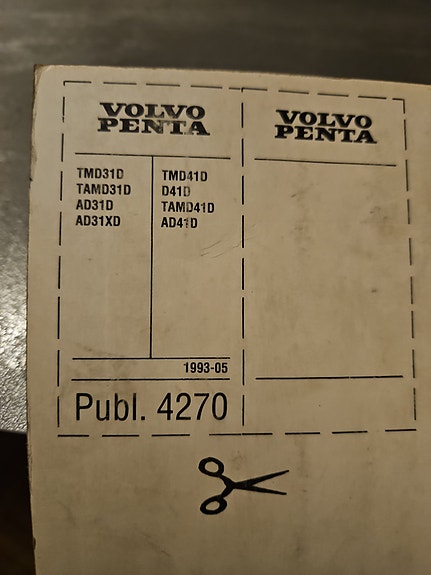 VOLVO
PENTA
TMD31D
TAMD31D
AD31D
AD31XD
TMD41D
D41D
TAMD41D
AD41D
1993-05
Publ. 4270
VOLVO
PENTA